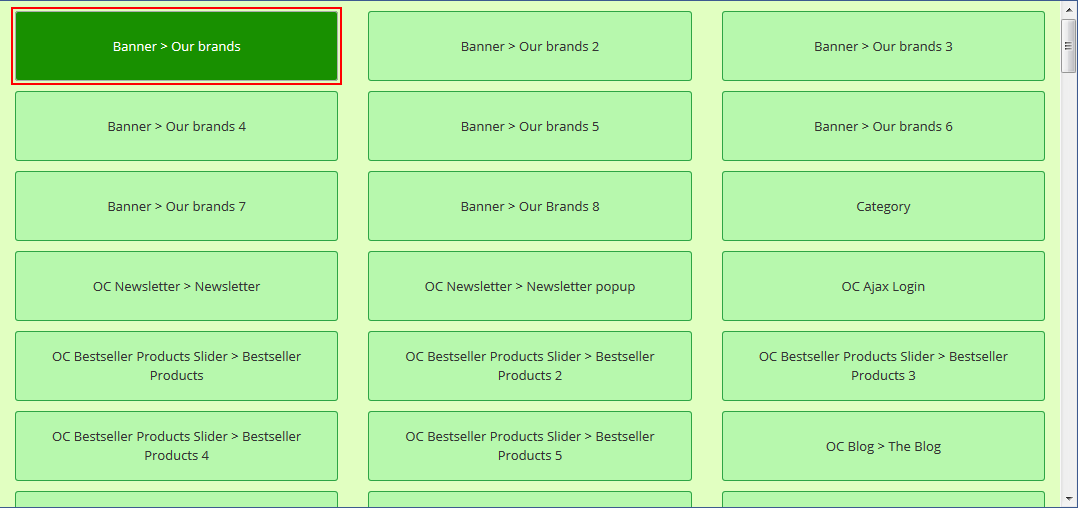 Banner > Our brands
Banner > Our brands 2
Banner > Our brands 3
Banner > Our brands 4
Banner > Our brands 5
Banner > Our brands 6
Banner > Our brands 7
Banner > Our Brands 8
Category
OC Newsletter > Newsletter
OC Newsletter > Newsletter popup
OC Ajax Login
OC Bestseller Products Slider > Bestseller
Products
OC Bestseller Products Slider > Bestseller
Products 2
OC Bestseller Products Slider > Bestseller
Products 3
OC Bestseller Products Slider > Bestseller
Products 4
OC Bestseller Products Slider > Bestseller
Products 5
OC Blog > The Blog